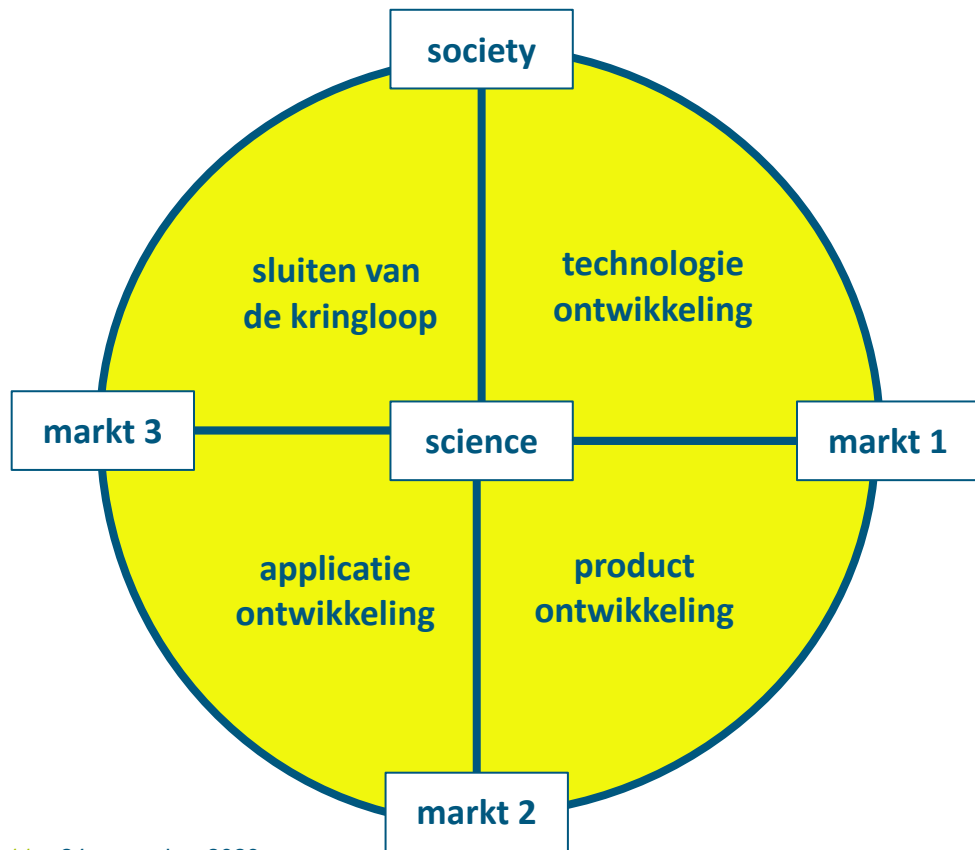 society
sluiten van
de kringloop
technologie
ontwikkeling
markt 3
science
markt 1
applicatie
ontwikkeling
product
ontwikkeling
markt 2